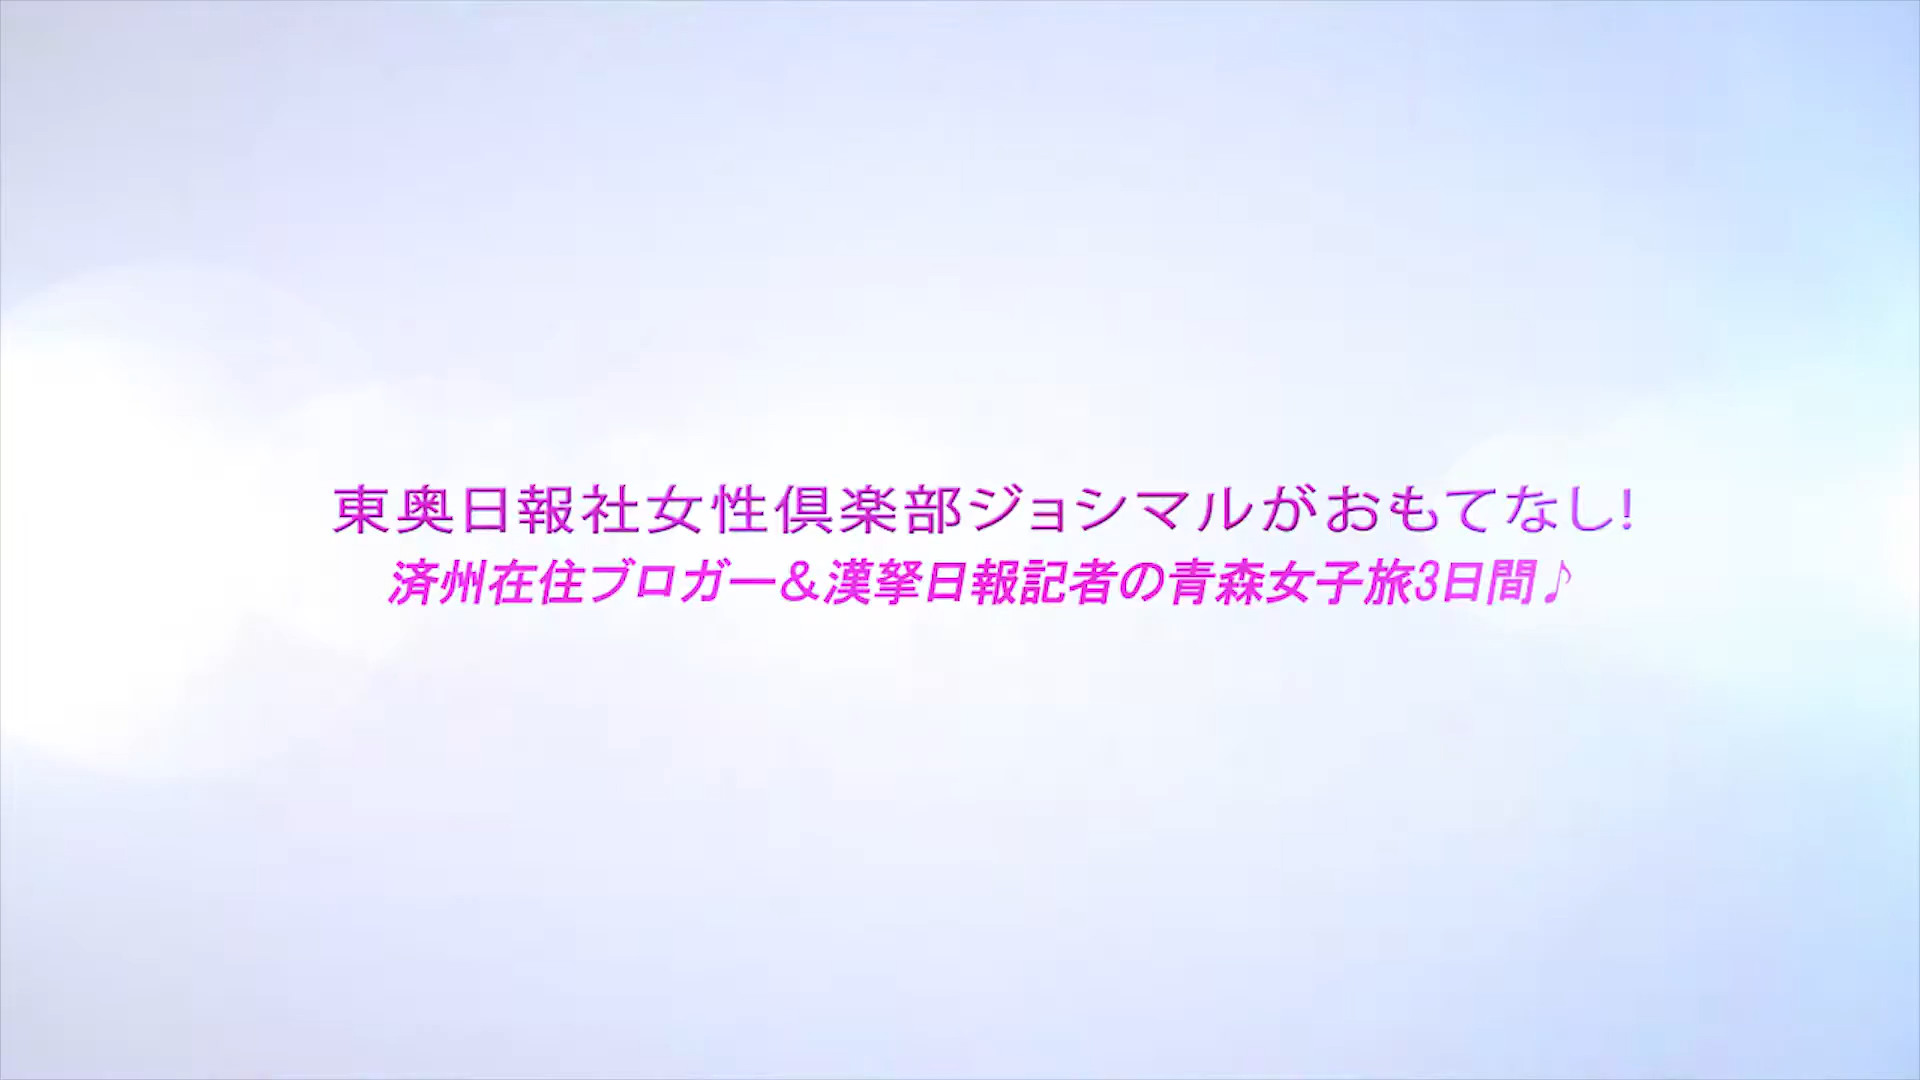 東奥日報社女性倶楽部ジョシマルがおもてなし!
済州在住ブロガー&漢拏日報記者の青森女子旅3日間♪